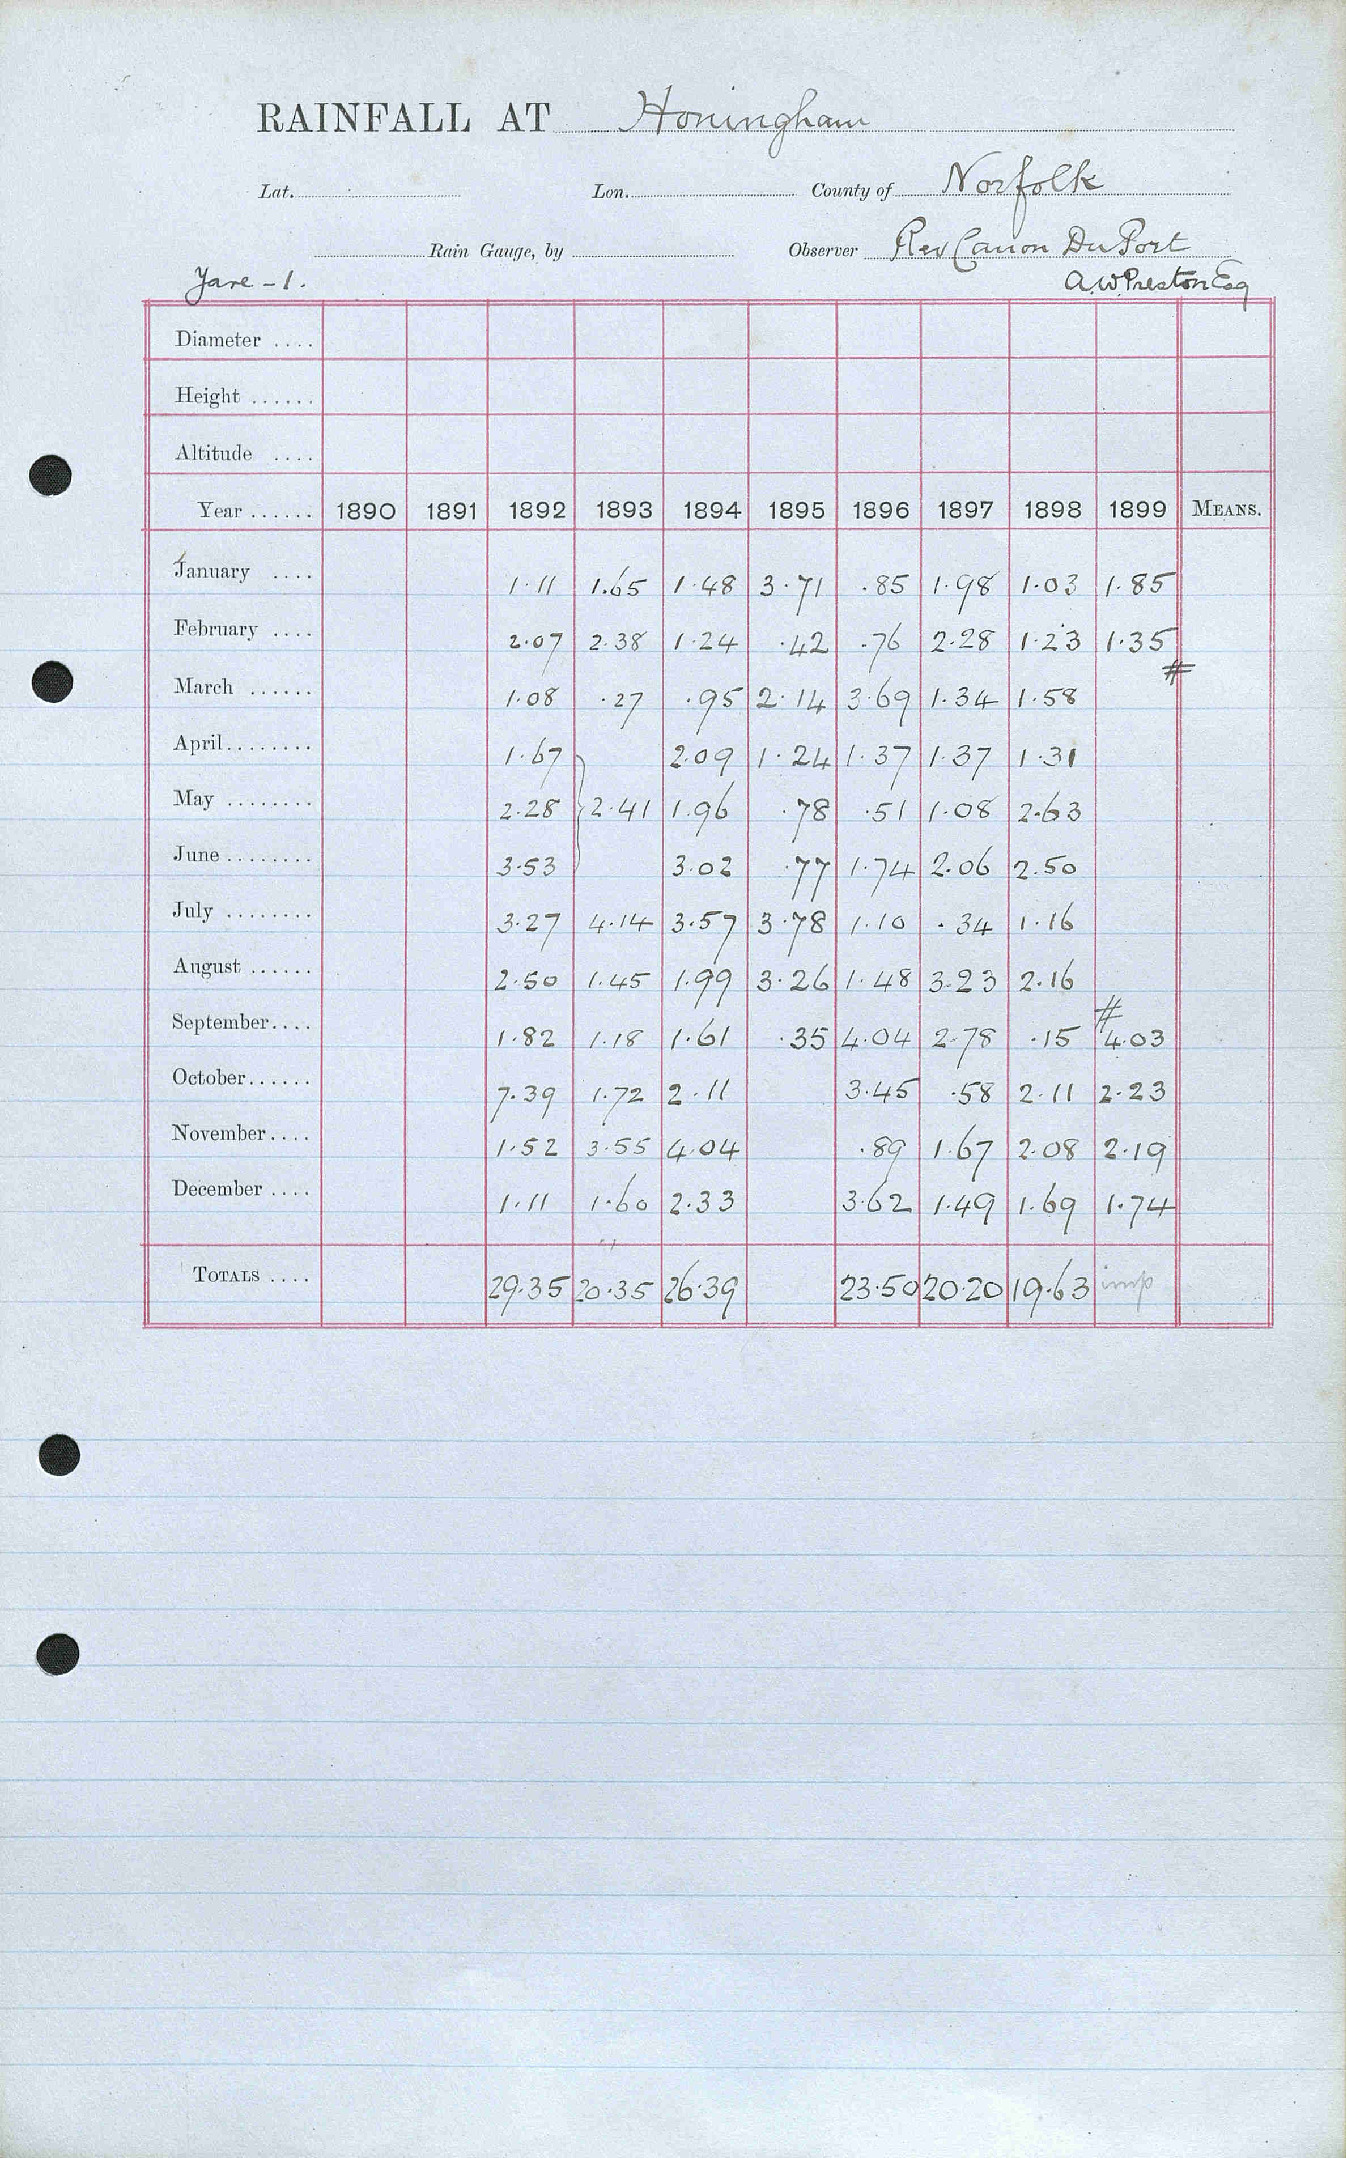 RAINFALL AT Honingham
Lat. Lon. County of Norfolk
Rain Gauge, by Observer Rev Canon Du Port
Yare - 1. A.W. Preston Esq
Diameter ....
Height ......
Altitude ....
Year ...... 1890 1891 1892 1893 1894 1895 1896 1897 1898 1899 MEANS.
January .... 1.11 1.65 1.48 3.71 .85 1.98 1.03 1.85
February .... 2.07 2.38 1.24 .42 .76 2.28 1.23 1.35
#
March ...... 1.08 .27 .95 2.14 3.69 1.34 1.58
April........ 1.67 2.09 1.24 1.37 1.37 1.31
May ........ 2.28 } 2.41 1.96 .78 .51 1.08 2.63
June ........ 3.53 3.02 .77 1.74 2.06 2.50
July ........ 3.27 4.14 3.57 3.78 1.10 .34 1.16
August ...... 2.50 1.45 1.99 3.26 1.48 3.23 2.16
September.... 1.82 1.18 1.61 .35 4.04 2.78 .15 # 4.03
October...... 7.39 1.72 2.11 3.45 .58 2.11 2.23
November.... 1.52 3.55 4.04 .89 1.67 2.08 2.19
December .... 1.11 1.60 2.33 3.62 1.49 1.69 1.74
TOTALS .... 29.35 20.35 26.39 23.50 20.20 19.63 imp